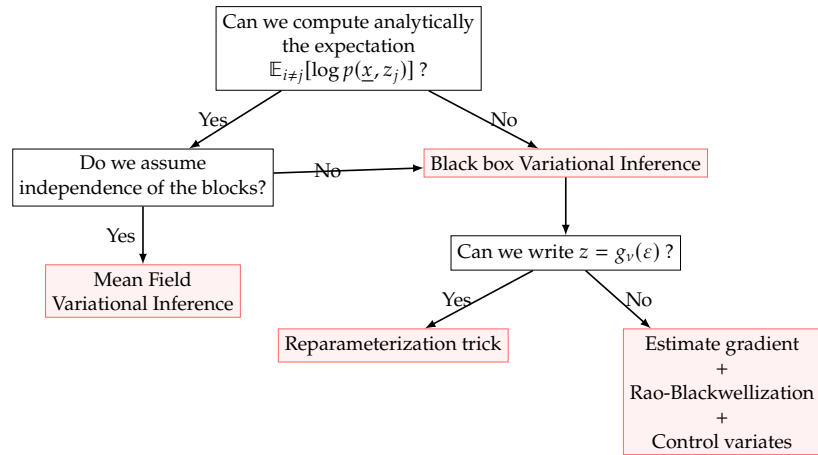 Can we compute analytically
the expectation
𝔼_{i≠j}[log p(x̲, z_j)] ?
Yes
No
Do we assume
independence of the blocks?
No
Black box Variational Inference
Yes
Can we write z = g_ν(ε) ?
Mean Field
Variational Inference
Yes
No
Reparameterization trick
Estimate gradient
+
Rao-Blackwellization
+
Control variates